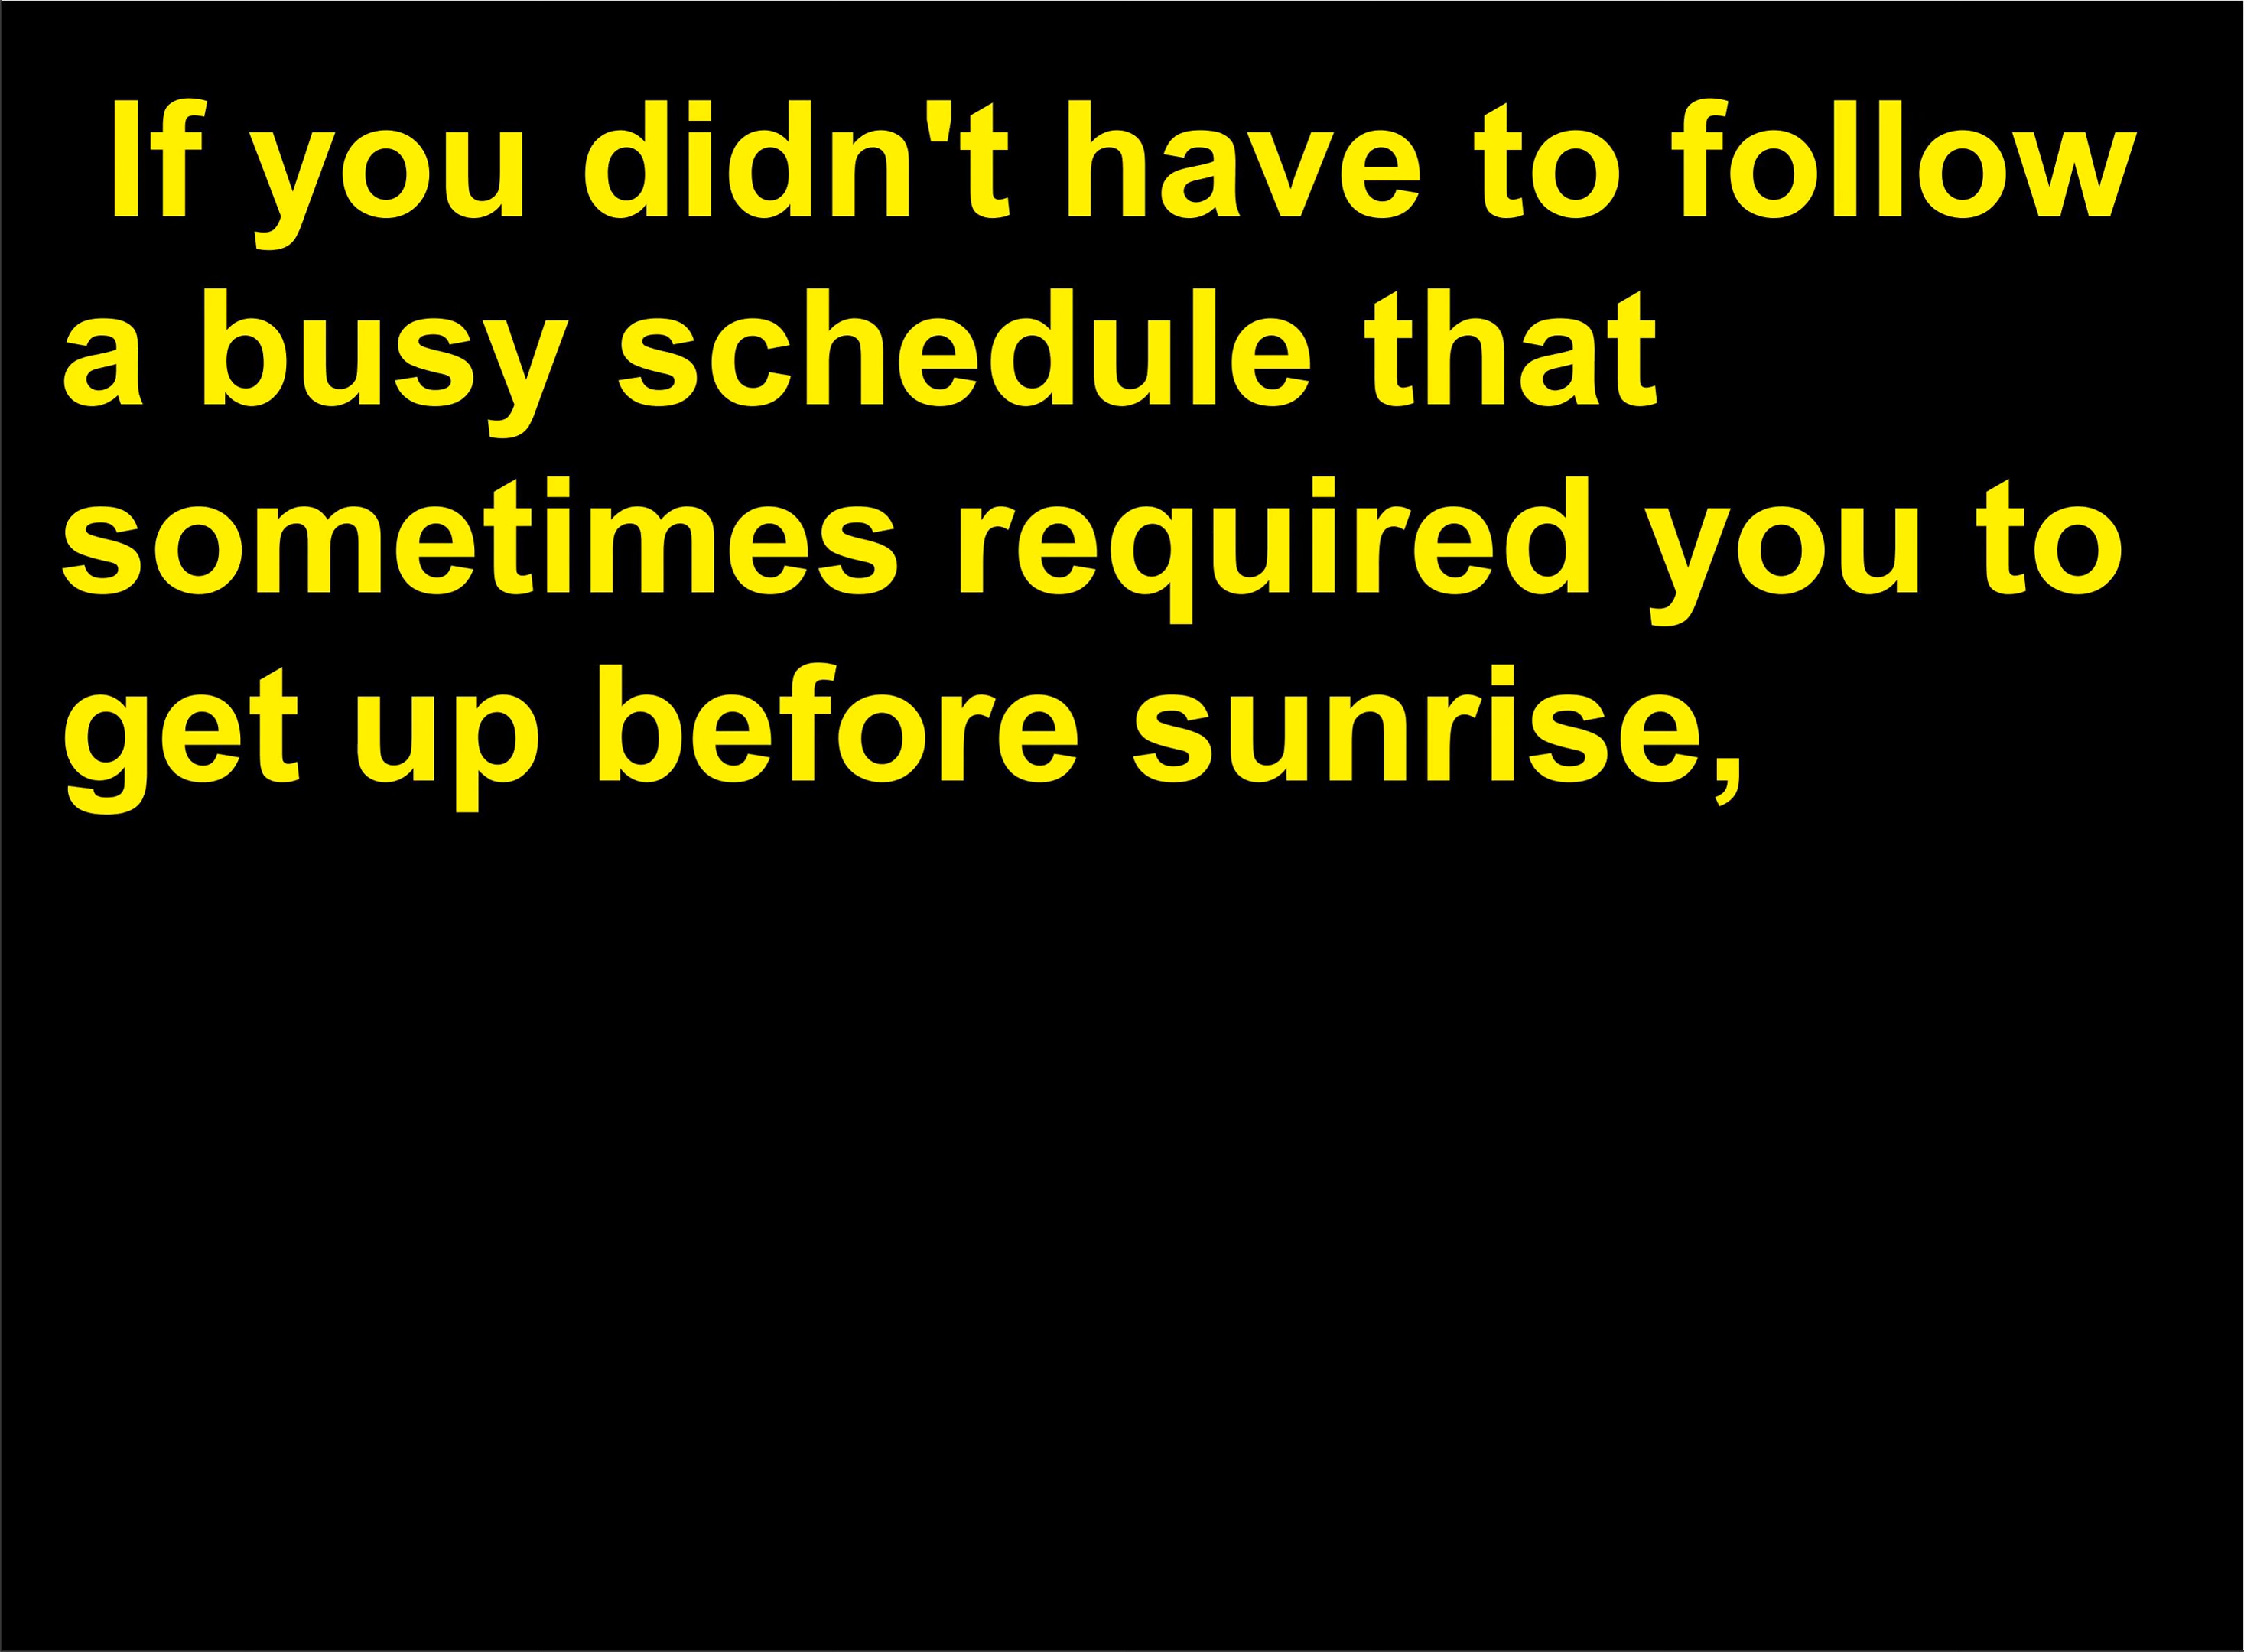 If you didn't have to follow
a busy schedule that
sometimes required you to
get up before sunrise,